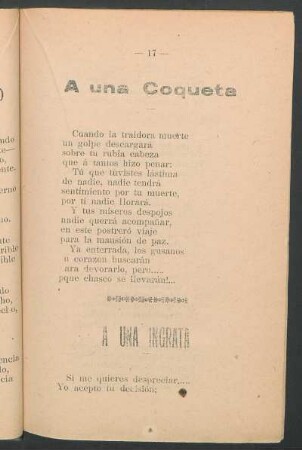 — 17 —
A una Coqueta
Cuando la traidora muerte
un golpe descargara
sobre tu rubia cabeza
que á tantos hizo penar;
Tú que tuvistes lástima
de nadie, nadie tendrá
sentimiento por tu muerte,
por tí nadie llorará.
Y tus míseros despojos
nadie querrá acompañar,
en este postreró viaje
para la mansión de paz.
Ya enterrada, los gusanos
u corazón buscarán
ara devorarlo, pero.....
¡que chasco se llevarán!...
A UNA INGRATA
Si me quieres despreciar,....
Yo acepto tu decisión;